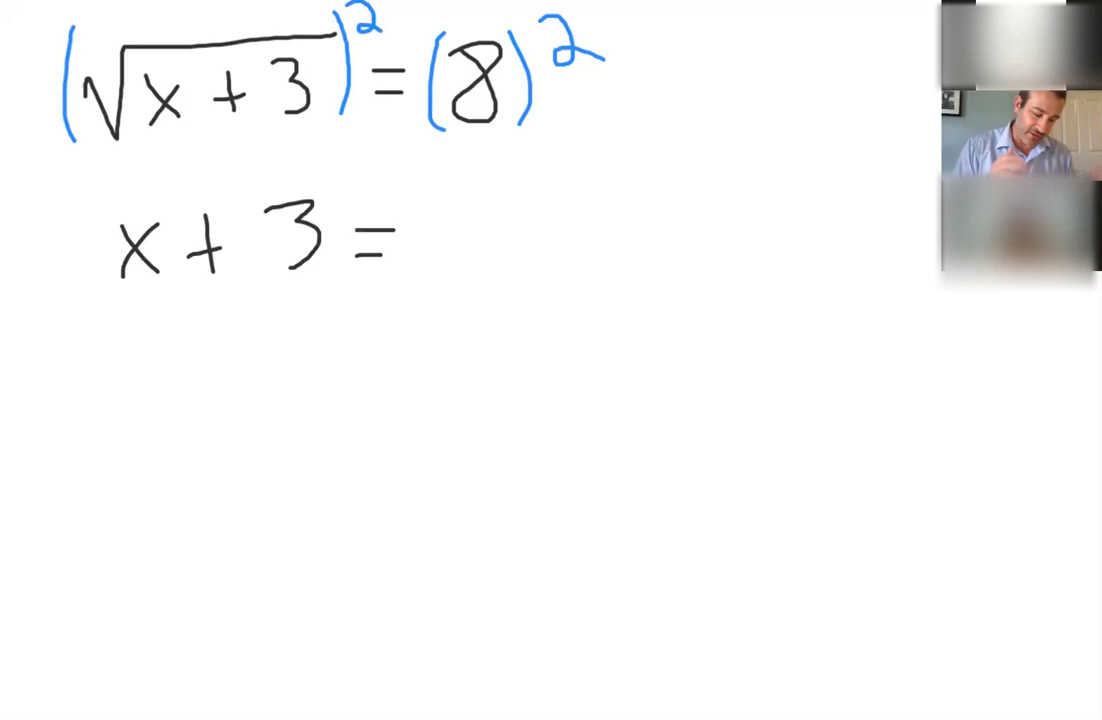 (√x + 3)² = (8)²
x + 3 =